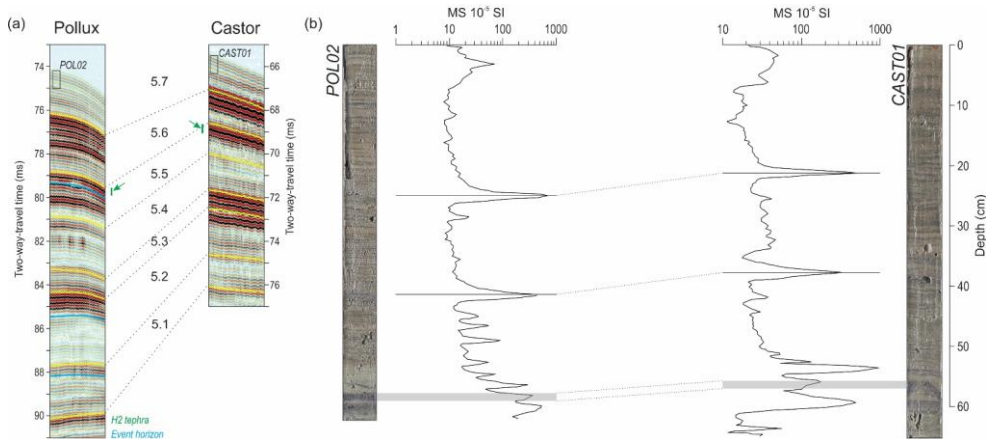 (a)
Pollux
Castor
POL02
CAST01
Two-way-travel time (ms)
74
76
78
80
82
84
86
88
90
5.7
5.6
5.5
5.4
5.3
5.2
5.1
66
68
70
72
74
76
Two-way-travel time (ms)
H2 tephra
Event horizon
(b)
MS 10⁻⁵ SI
1 10 100 1000
MS 10⁻⁵ SI
10 100 1000
POL02
CAST01
0
10
20
30
40
50
60
Depth (cm)